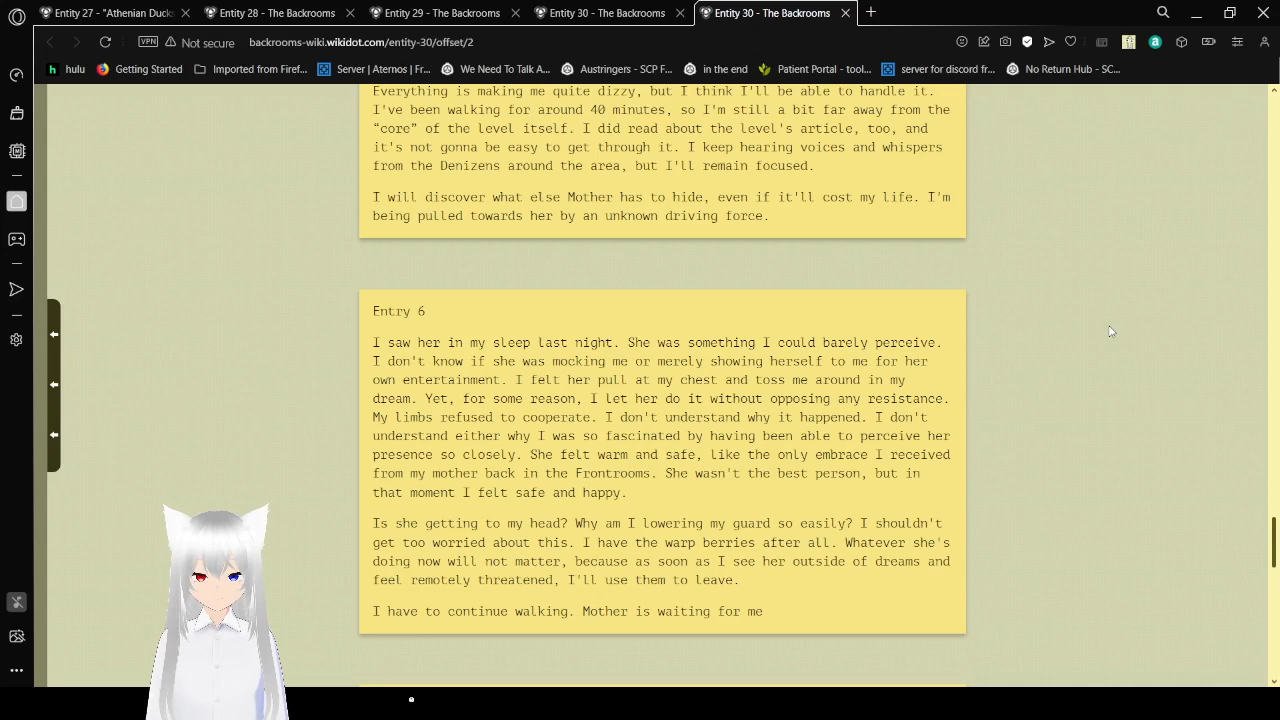 Entity 27 - "Athenian Ducks
Entity 28 - The Backrooms
Entity 29 - The Backrooms
Entity 30 - The Backrooms
Entity 30 - The Backrooms
VPN
Not secure
backrooms-wiki.wikidot.com/entity-30/offset/2
hulu
Getting Started
Imported from Firef...
Server | Aternos | Fr...
We Need To Talk A...
Austringers - SCP F...
in the end
Patient Portal - tool...
server for discord fr...
No Return Hub - SC...
Everything is making me quite dizzy, but I think I'll be able to handle it.
I've been walking for around 40 minutes, so I'm still a bit far away from the
“core” of the level itself. I did read about the level's article, too, and
it's not gonna be easy to get through it. I keep hearing voices and whispers
from the Denizens around the area, but I'll remain focused.
I will discover what else Mother has to hide, even if it'll cost my life. I'm
being pulled towards her by an unknown driving force.
Entry 6
I saw her in my sleep last night. She was something I could barely perceive.
I don't know if she was mocking me or merely showing herself to me for her
own entertainment. I felt her pull at my chest and toss me around in my
dream. Yet, for some reason, I let her do it without opposing any resistance.
My limbs refused to cooperate. I don't understand why it happened. I don't
understand either why I was so fascinated by having been able to perceive her
presence so closely. She felt warm and safe, like the only embrace I received
from my mother back in the Frontrooms. She wasn't the best person, but in
that moment I felt safe and happy.
Is she getting to my head? Why am I lowering my guard so easily? I shouldn't
get too worried about this. I have the warp berries after all. Whatever she's
doing now will not matter, because as soon as I see her outside of dreams and
feel remotely threatened, I'll use them to leave.
I have to continue walking. Mother is waiting for me